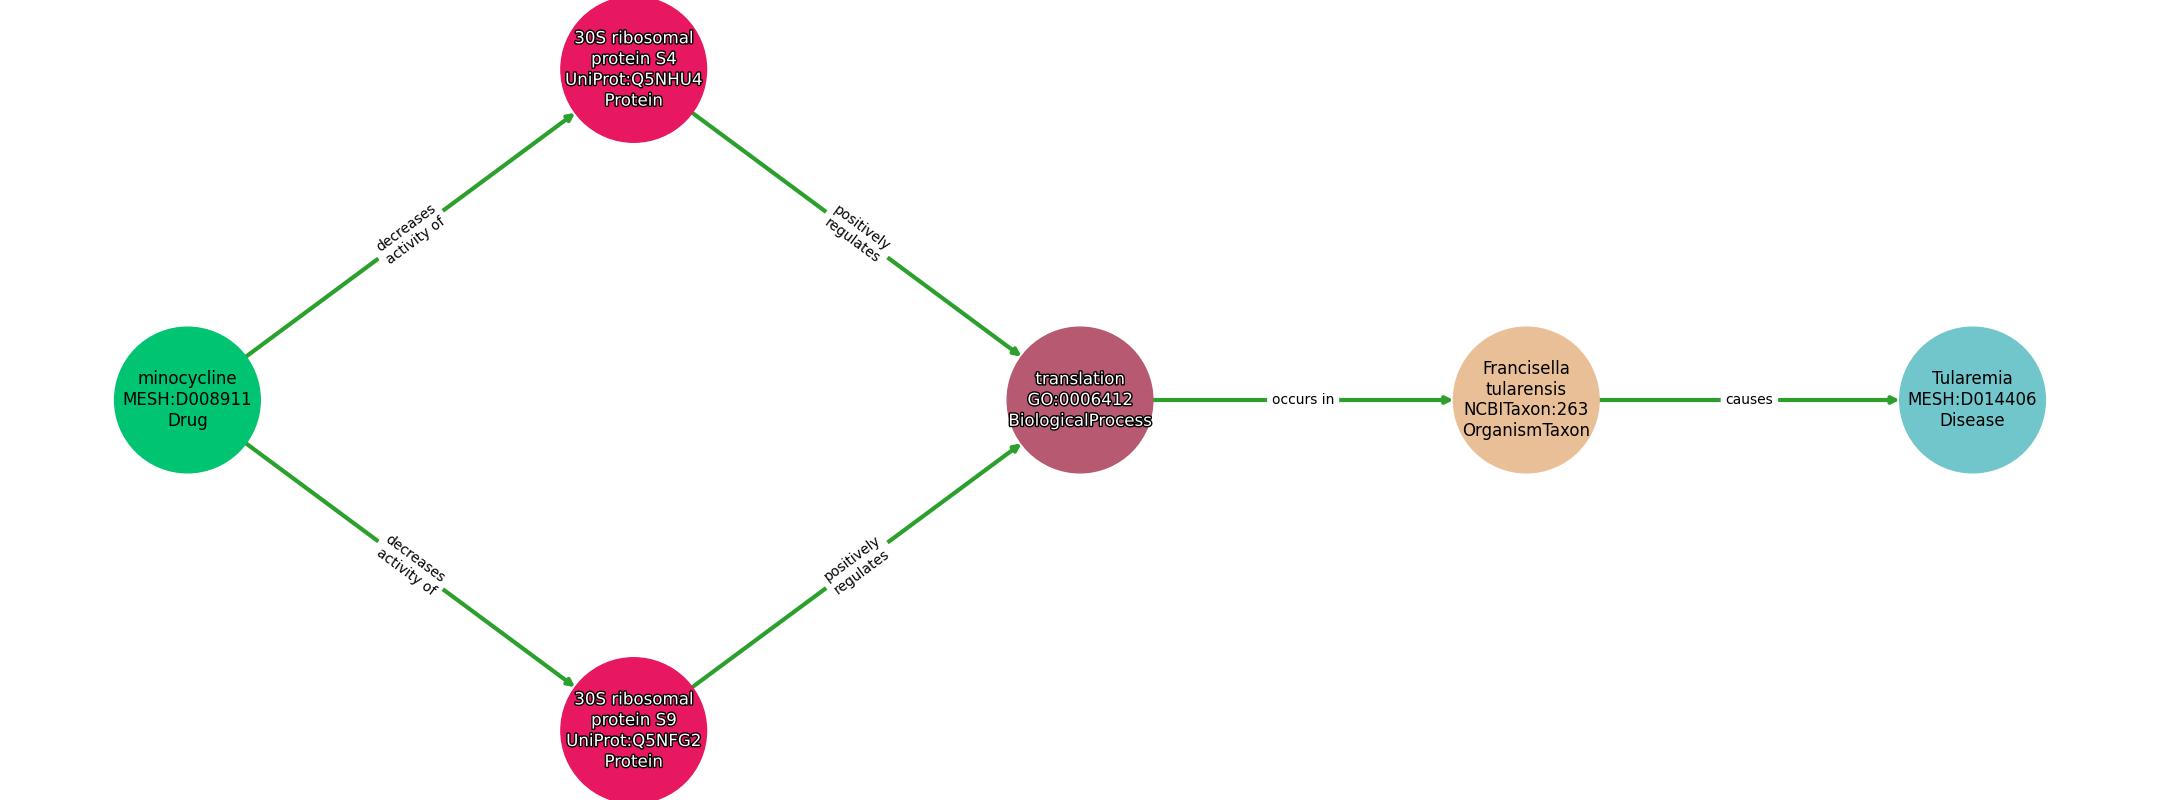 30S ribosomal
protein S4
UniProt:Q5NHU4
Protein
decreases
activity of
positively
regulates
minocycline
MESH:D008911
Drug
translation
GO:0006412
BiologicalProcess
occurs in
Francisella
tularensis
NCBITaxon:263
OrganismTaxon
causes
Tularemia
MESH:D014406
Disease
decreases
activity of
positively
regulates
30S ribosomal
protein S9
UniProt:Q5NFG2
Protein